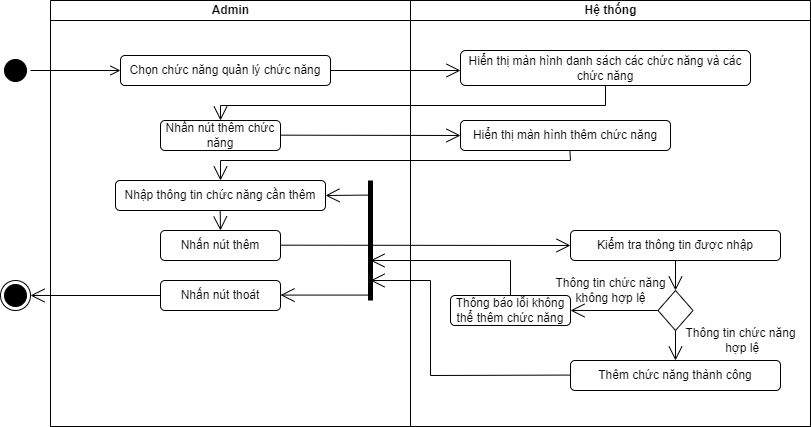 Admin
Hệ thống
Chọn chức năng quản lý chức năng
Hiển thị màn hình danh sách các chức năng và các
chức năng
Nhấn nút thêm chức
năng
Hiển thị màn hình thêm chức năng
Nhập thông tin chức năng cần thêm
Nhấn nút thêm
Kiểm tra thông tin được nhập
Thông tin chức năng
không hợp lệ
Nhấn nút thoát
Thông báo lỗi không
thể thêm chức năng
Thông tin chức năng
hợp lệ
Thêm chức năng thành công